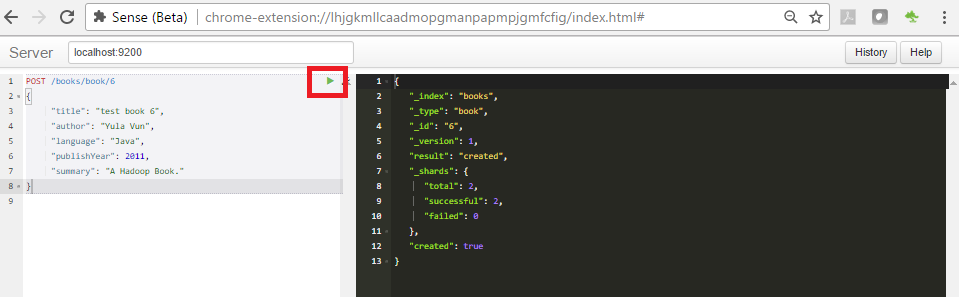 Sense (Beta) chrome-extension://lhjgkmllcaadmopgmanpapmpjgmfcfig/index.html#
Server localhost:9200 History Help
1 POST /books/book/6
2 {
3 "title": "test book 6",
4 "author": "Yula Vun",
5 "language": "Java",
6 "publishYear": 2011,
7 "summary": "A Hadoop Book."
8 }
9
1 {
2 "_index": "books",
3 "_type": "book",
4 "_id": "6",
5 "_version": 1,
6 "result": "created",
7 "_shards": {
8 "total": 2,
9 "successful": 2,
10 "failed": 0
11 },
12 "created": true
13 }